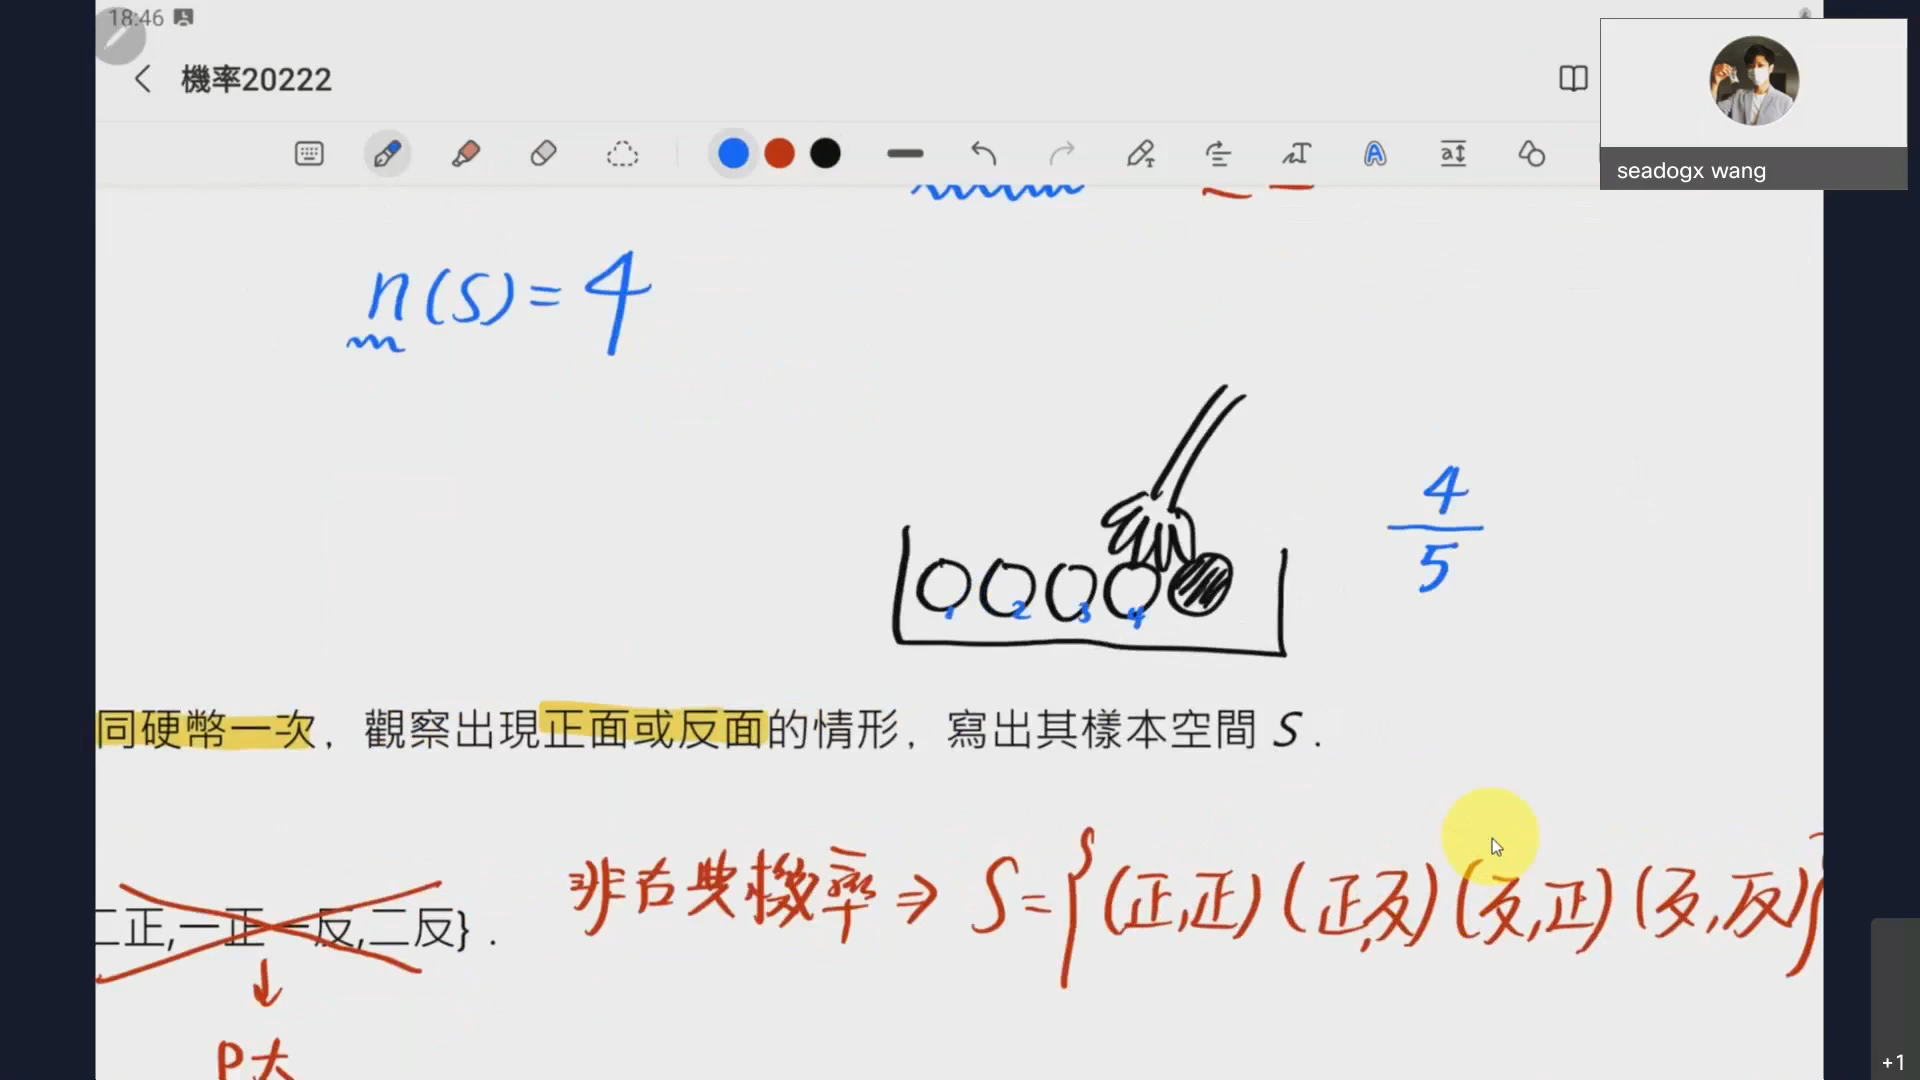 18:46
機率20222
seadogx wang
n(S)=4
4
5
1 2 3 4
同硬幣一次，觀察出現正面或反面的情形，寫出其樣本空間 S．
非古典機率⇒ S={(正,正)(正,反)(反,正)(反,反)}
二正,一正一反,二反}．
↓
P大
+1